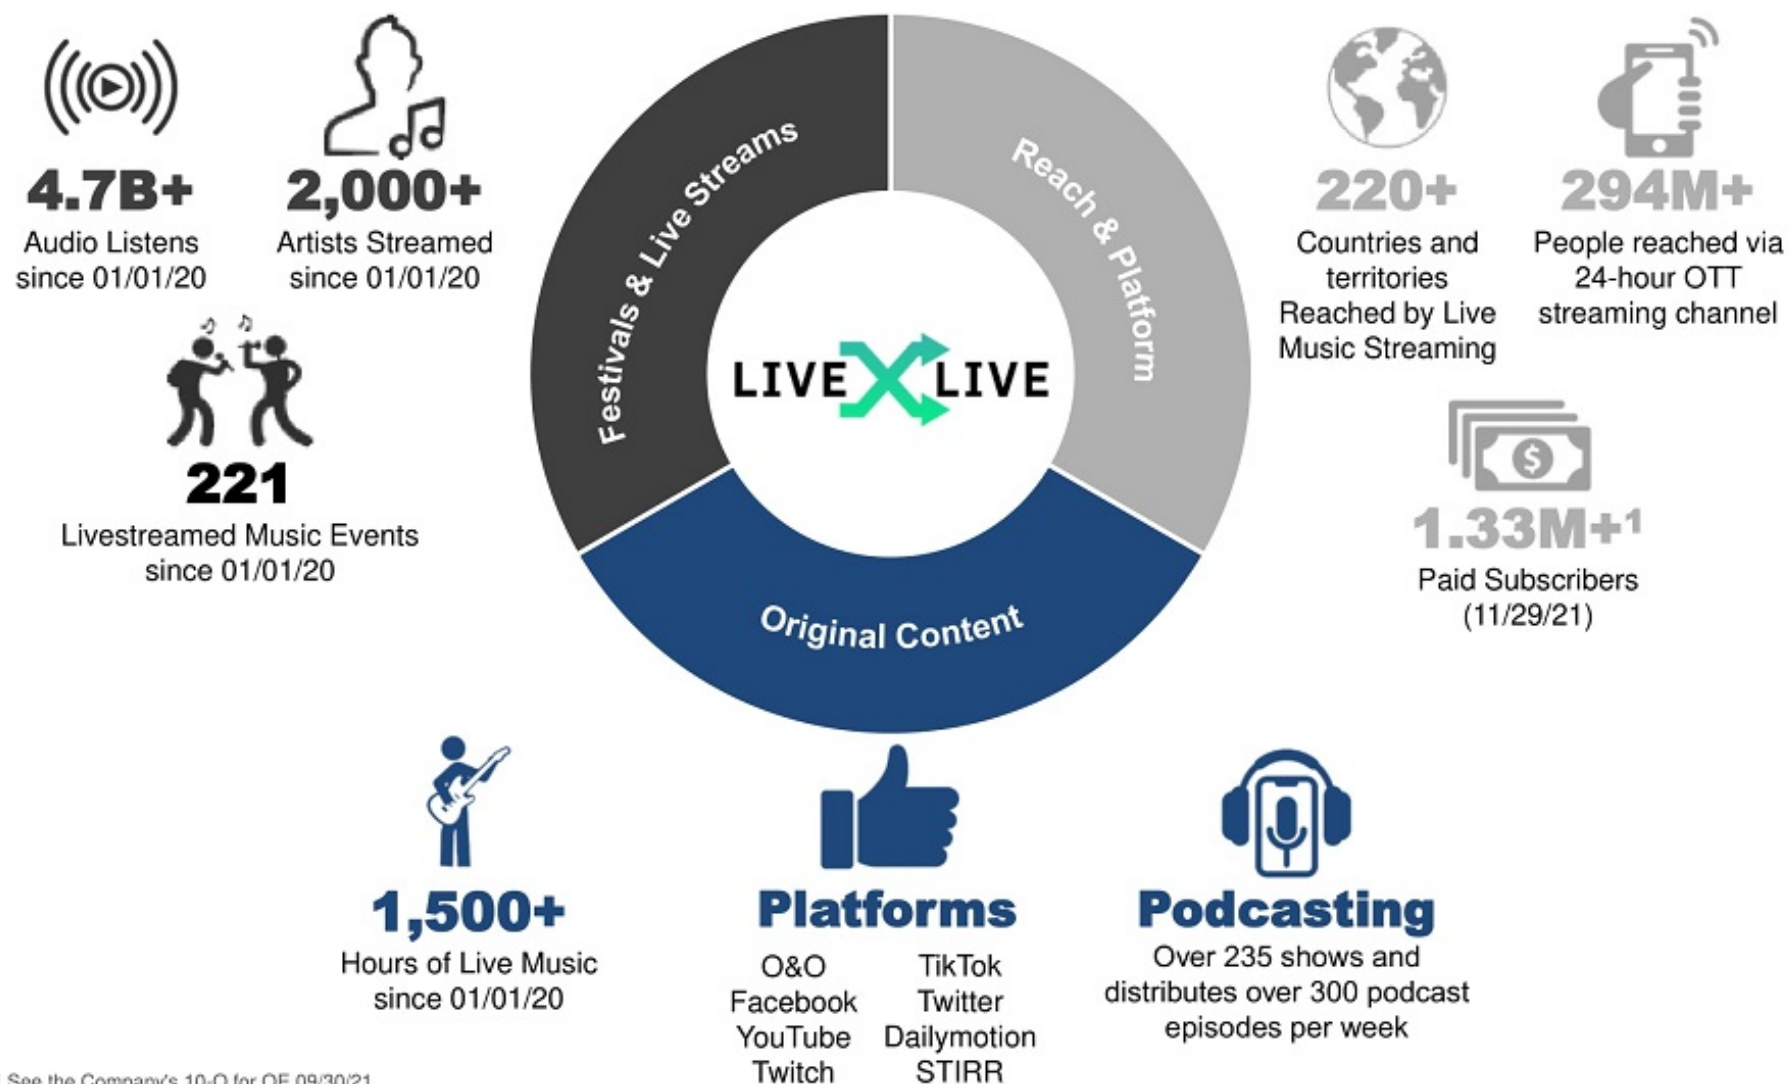 4.7B+
Audio Listens
since 01/01/20
2,000+
Artists Streamed
since 01/01/20
221
Livestreamed Music Events
since 01/01/20
Festivals & Live Streams
Reach & Platform
Original Content
LIVE X LIVE
220+
Countries and
territories
Reached by Live
Music Streaming
294M+
People reached via
24-hour OTT
streaming channel
$
1.33M+¹
Paid Subscribers
(11/29/21)
1,500+
Hours of Live Music
since 01/01/20
Platforms
O&O
Facebook
YouTube
Twitch
TikTok
Twitter
Dailymotion
STIRR
Podcasting
Over 235 shows and
distributes over 300 podcast
episodes per week
See the Company's 10-Q for QE 09/30/21